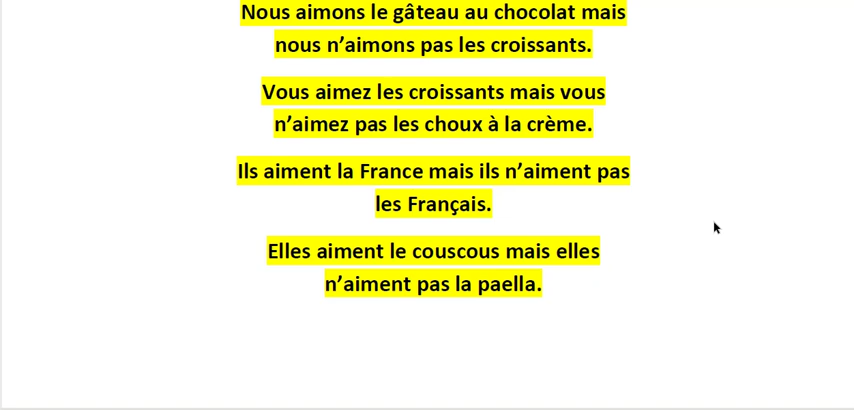 Nous aimons le gâteau au chocolat mais
nous n’aimons pas les croissants.
Vous aimez les croissants mais vous
n’aimez pas les choux à la crème.
Ils aiment la France mais ils n’aiment pas
les Français.
Elles aiment le couscous mais elles
n’aiment pas la paella.